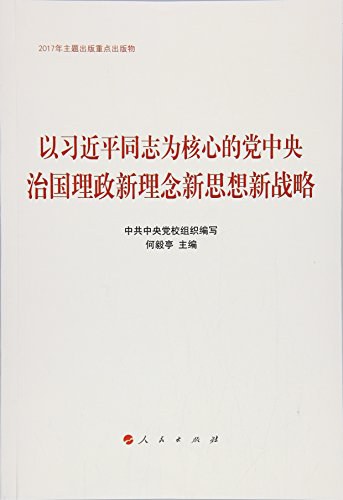 2017年主题出版重点出版物
以习近平同志为核心的党中央
治国理政新理念新思想新战略
中共中央党校组织编写
何毅亭 主编
人民出版社